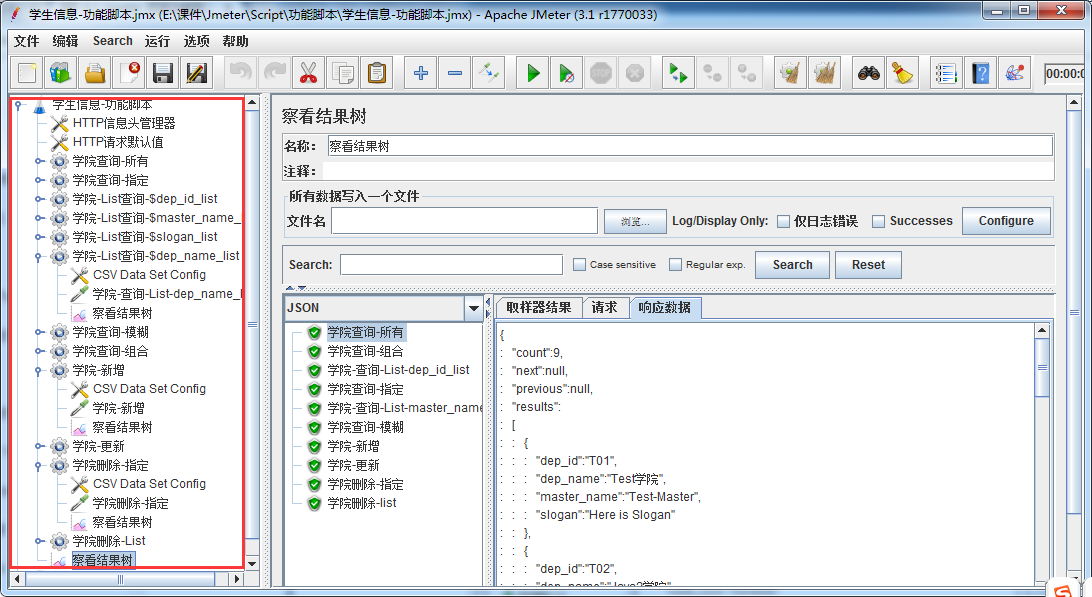 学生信息-功能脚本.jmx (E:\课件\Jmeter\Script\功能脚本\学生信息-功能脚本.jmx) - Apache JMeter (3.1 r1770033)
文件 编辑 Search 运行 选项 帮助
STOP
00:00:0
学生信息-功能脚本
HTTP信息头管理器
HTTP请求默认值
学院查询-所有
学院查询-指定
学院-List查询-$dep_id_list
学院-List查询-$master_name_
学院-List查询-$slogan_list
学院-List查询-$dep_name_list
CSV Data Set Config
学院-查询-List-dep_name_l
察看结果树
学院查询-模糊
学院查询-组合
学院-新增
CSV Data Set Config
学院-新增
察看结果树
学院-更新
学院删除-指定
CSV Data Set Config
学院删除-指定
察看结果树
学院删除-List
察看结果树
察看结果树
名称： 察看结果树
注释：
所有数据写入一个文件
文件名 浏览... Log/Display Only: 仅日志错误 Successes Configure
Search: Case sensitive Regular exp. Search Reset
JSON
学院查询-所有
学院查询-组合
学院-查询-List-dep_id_list
学院查询-指定
学院-查询-List-master_name
学院查询-模糊
学院-新增
学院-更新
学院删除-指定
学院删除-list
取样器结果 请求 响应数据
{
: "count":9,
: "next":null,
: "previous":null,
: "results":
: [
: : {
: : : "dep_id":"T01",
: : : "dep_name":"Test学院",
: : : "master_name":"Test-Master",
: : : "slogan":"Here is Slogan"
: : },
: : {
: : : "dep_id":"T02",
: : : "dep_name":"Java2学院",